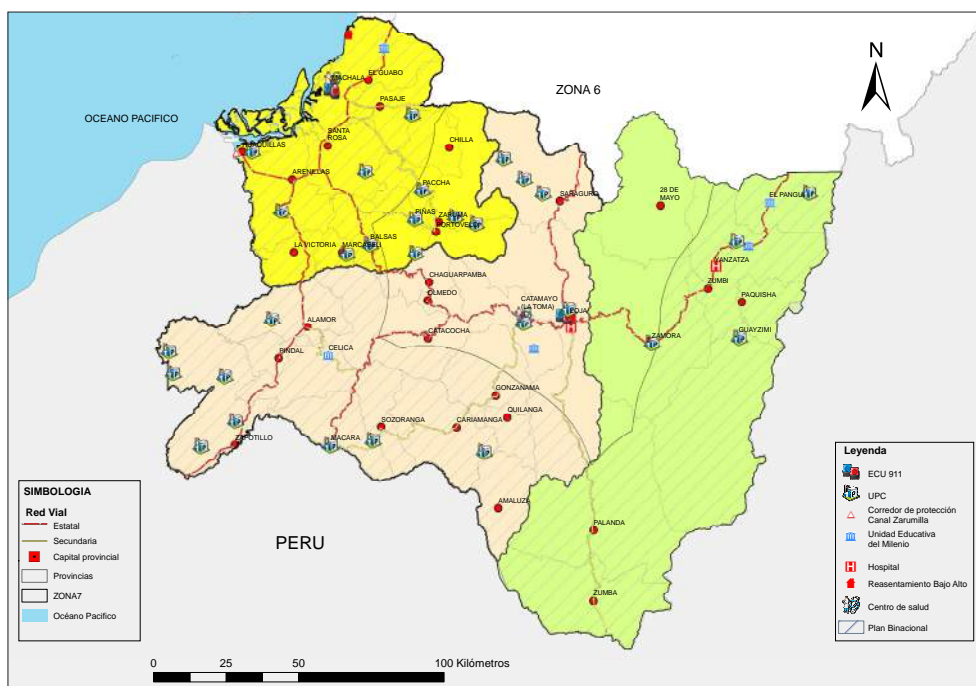 N
ZONA 6
OCEANO PACIFICO
MACHALA
EL GUABO
PASAJE
SANTA
ROSA
CHILLA
ARENILLAS
PACCHA
PIÑAS
ZARUMA
LA VICTORIA
BALSAS
SARAGURO
28 DE
MAYO
EL PANGUI
YANZATZA
ZUMBI
PAQUISHA
GUAYZIMI
ZAMORA
CHAGUARPAMBA
OLMEDO
CATAMAYO
(LA TOMA)
LOJA
CATACOCHA
ALAMOR
PINDAL
CELICA
GONZANAMA
QUILANGA
SOZORANGA
CARIAMANGA
ZAPOTILLO
MACARA
AMALUZA
PALANDA
ZUMBA
PERU
SIMBOLOGIA
Red Vial
Estatal
Secundaria
Capital provincial
Provincias
ZONA7
Océano Pacifico
Leyenda
ECU 911
UPC
Corredor de protección
Canal Zarumilla
Unidad Educativa
del Milenio
Hospital
Reasentamiento Bajo Alto
Centro de salud
Plan Binacional
0 25 50 100 Kilómetros